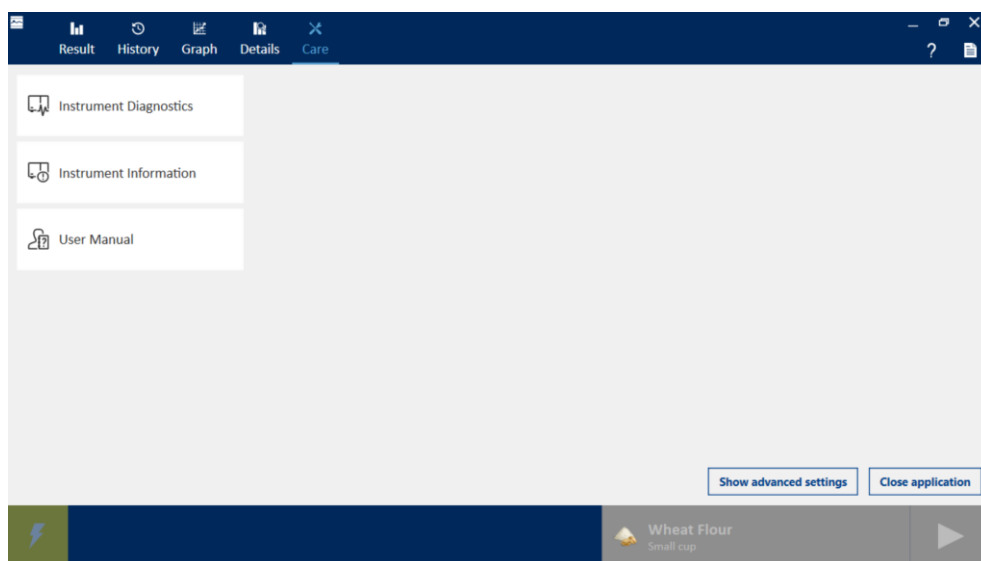 Result
History
Graph
Details
Care
?
Instrument Diagnostics
Instrument Information
User Manual
Show advanced settings
Close application
Wheat Flour
Small cup